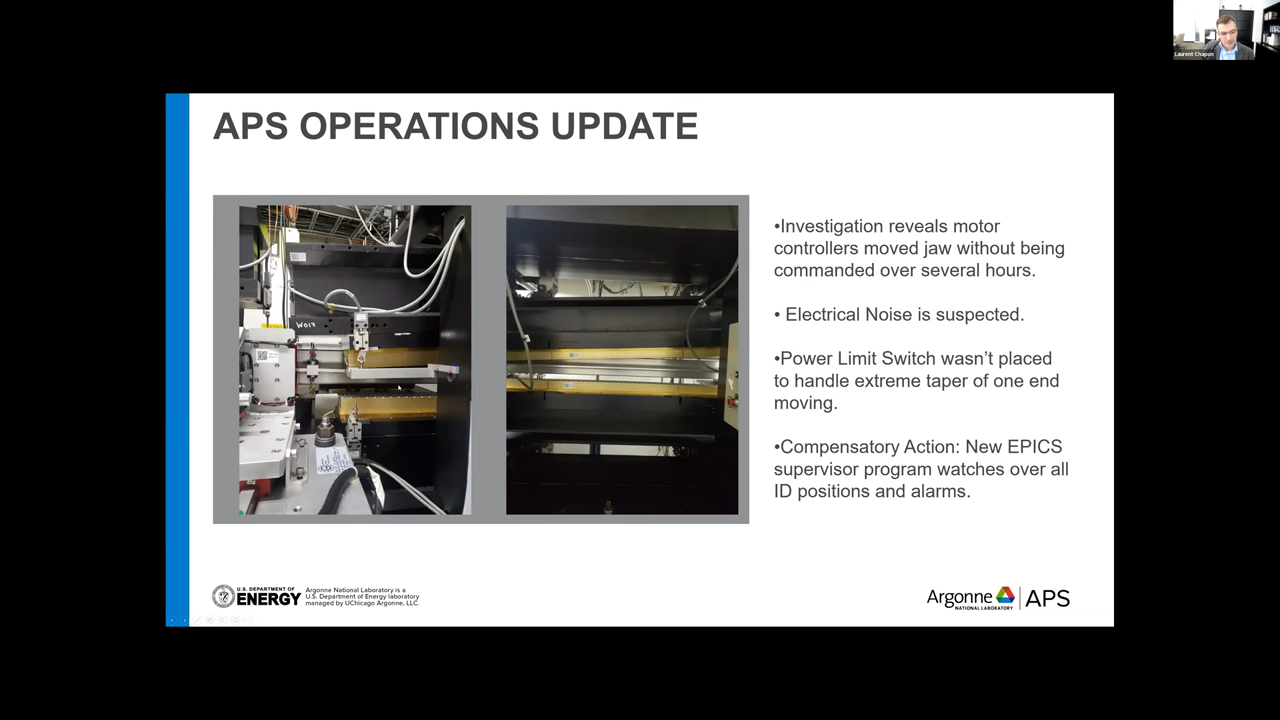 Laurent Chapon
APS OPERATIONS UPDATE
W017
•Investigation reveals motor
controllers moved jaw without being
commanded over several hours.
• Electrical Noise is suspected.
•Power Limit Switch wasn't placed
to handle extreme taper of one end
moving.
•Compensatory Action: New EPICS
supervisor program watches over all
ID positions and alarms.
U.S. DEPARTMENT OF
ENERGY
Argonne National Laboratory is a
U.S. Department of Energy laboratory
managed by UChicago Argonne, LLC.
Argonne
NATIONAL LABORATORY
APS